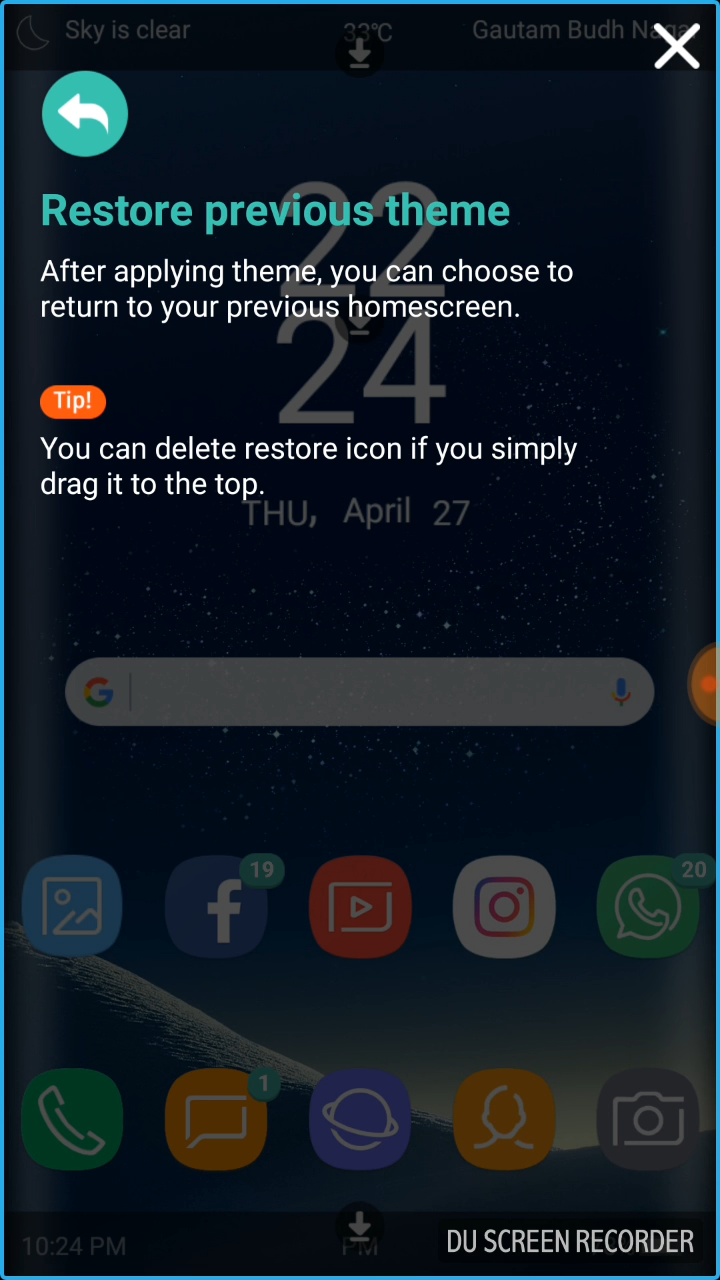 Sky is clear 33°C Gautam Budh Nagar
Restore previous theme
After applying theme, you can choose to
return to your previous homescreen.
22
24
Tip!
You can delete restore icon if you simply
drag it to the top.
THU, April 27
G
19
20
1
10:24 PM PM
DU SCREEN RECORDER